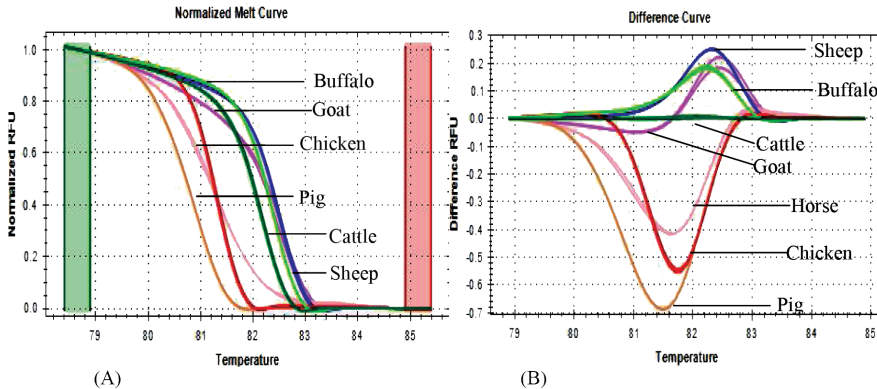 Normalized Melt Curve
Normalized RFU
1.0
0.8
0.6
0.4
0.2
0.0
79
80
81
82
83
84
85
Temperature
Buffalo
Goat
Chicken
Pig
Cattle
Sheep
(A)
Difference Curve
Difference RFU
0.3
0.2
0.1
0.0
-0.1
-0.2
-0.3
-0.4
-0.5
-0.6
-0.7
79
80
81
82
83
84
85
Temperature
Sheep
Buffalo
Cattle
Goat
Horse
Chicken
Pig
(B)